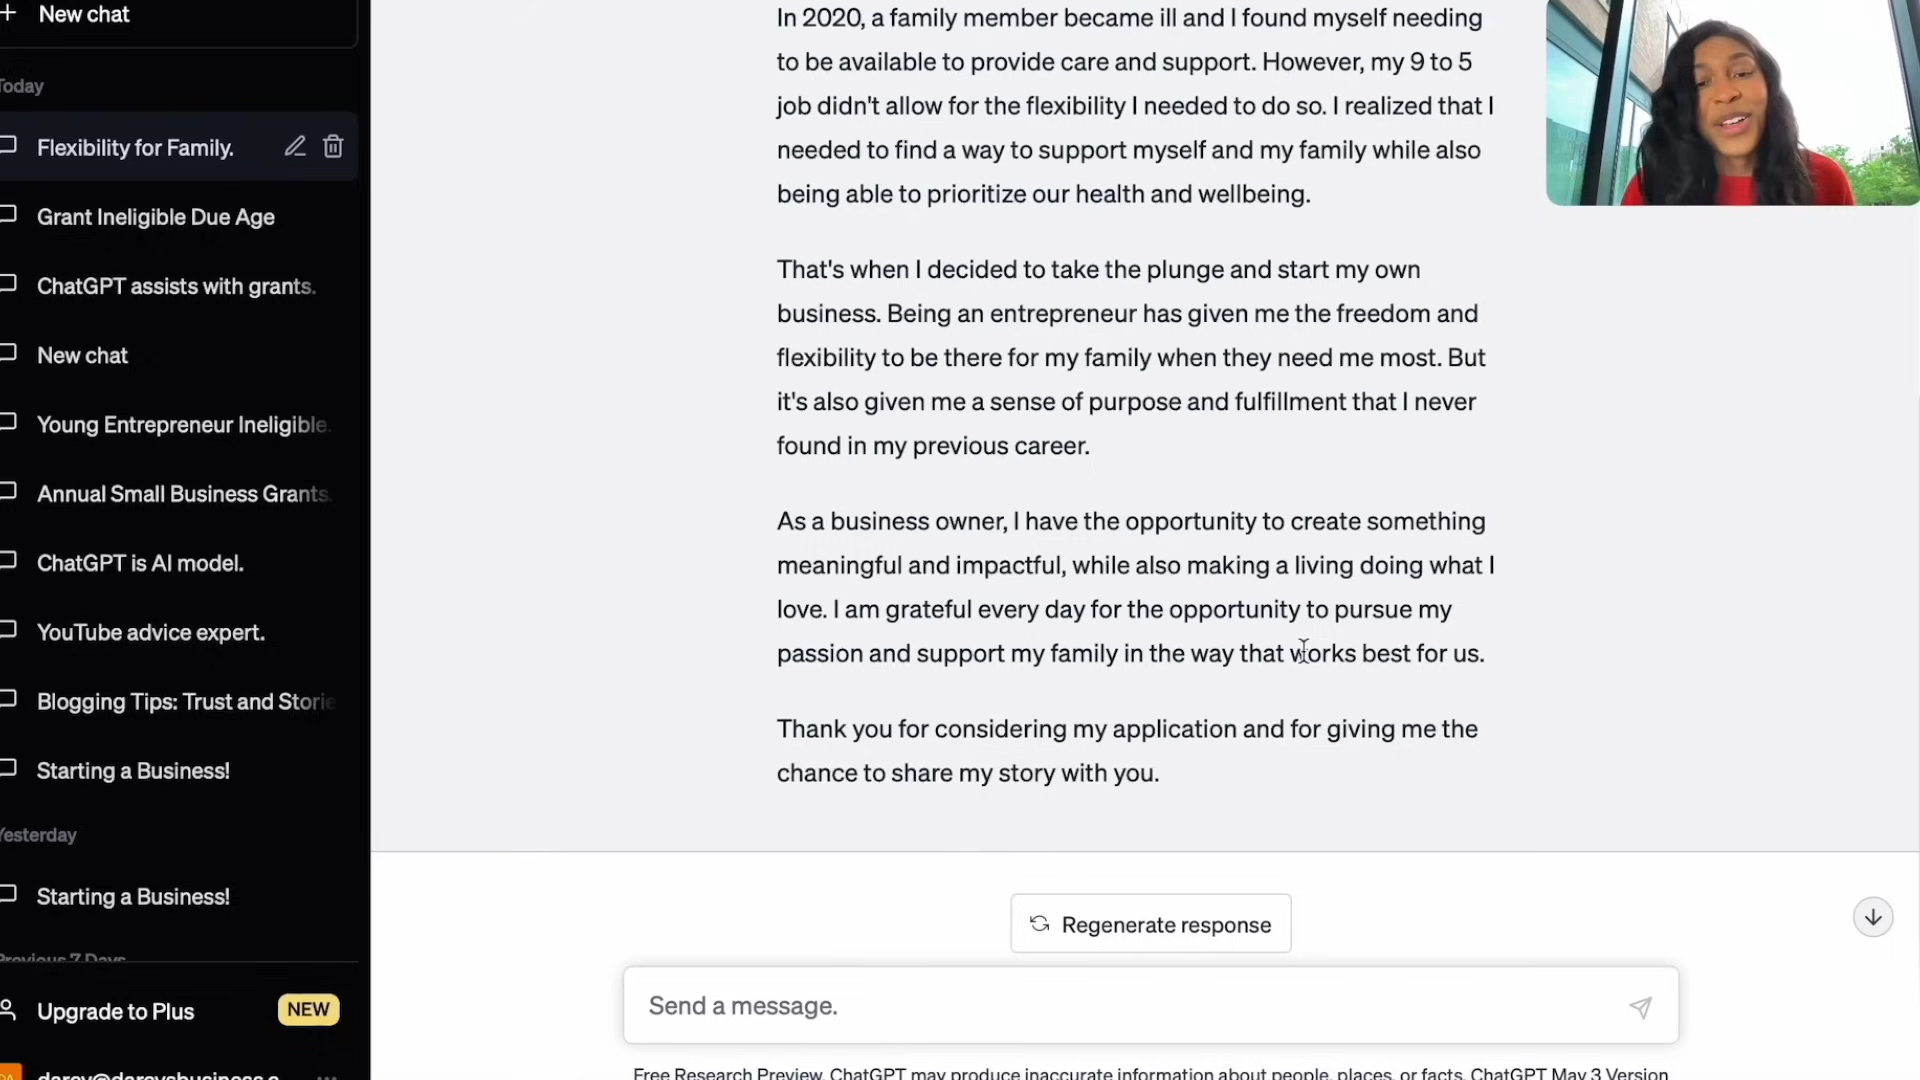 New chat
Today
Flexibility for Family.
Grant Ineligible Due Age
ChatGPT assists with grants.
New chat
Young Entrepreneur Ineligible.
Annual Small Business Grants.
ChatGPT is AI model.
YouTube advice expert.
Blogging Tips: Trust and Storie
Starting a Business!
Yesterday
Starting a Business!
Previous 7 Days
Upgrade to Plus
NEW
darcy@darcysbusiness.c
In 2020, a family member became ill and I found myself needing
to be available to provide care and support. However, my 9 to 5
job didn't allow for the flexibility I needed to do so. I realized that I
needed to find a way to support myself and my family while also
being able to prioritize our health and wellbeing.
That's when I decided to take the plunge and start my own
business. Being an entrepreneur has given me the freedom and
flexibility to be there for my family when they need me most. But
it's also given me a sense of purpose and fulfillment that I never
found in my previous career.
As a business owner, I have the opportunity to create something
meaningful and impactful, while also making a living doing what I
love. I am grateful every day for the opportunity to pursue my
passion and support my family in the way that works best for us.
Thank you for considering my application and for giving me the
chance to share my story with you.
Regenerate response
Send a message.
Free Research Preview. ChatGPT may produce inaccurate information about people, places, or facts. ChatGPT May 3 Version